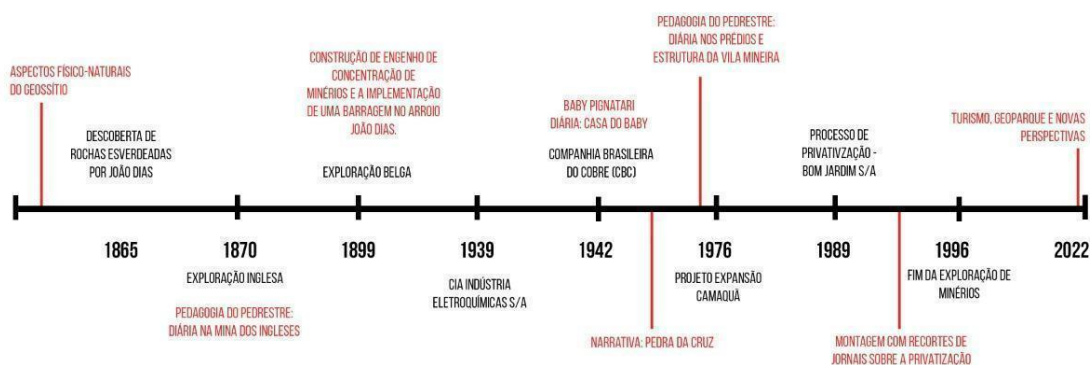 ASPECTOS FÍSICO-NATURAIS
DO GEOSSÍTIO
DESCOBERTA DE
ROCHAS ESVERDEADAS
POR JOÃO DIAS
CONSTRUÇÃO DE ENGENHO DE
CONCENTRAÇÃO DE
MINÉRIOS E A IMPLEMENTAÇÃO
DE UMA BARRAGEM NO ARROIO
JOÃO DIAS.
EXPLORAÇÃO BELGA
BABY PIGNATARI
DIÁRIA: CASA DO BABY
COMPANHIA BRASILEIRA
DO COBRE (CBC)
PEDAGOGIA DO PEDRESTRE:
DIÁRIA NOS PRÉDIOS E
ESTRUTURA DA VILA MINEIRA
PROCESSO DE
PRIVATIVZAÇÃO -
BOM JARDIM S/A
TURISMO, GEOPARQUE E NOVAS
PERSPECTIVAS
1865
1870
1899
1939
1942
1976
1989
1996
2022
EXPLORAÇÃO INGLESA
PEDAGOGIA DO PEDRESTRE:
DIÁRIA NA MINA DOS INGLESES
CIA INDÚSTRIA
ELETROQUÍMICAS S/A
NARRATIVA: PEDRA DA CRUZ
PROJETO EXPANSÃO
CAMAQUÃ
MONTAGEM COM RECORTES DE
JORNAIS SOBRE A PRIVATIZAÇÃO
FIM DA EXPLORAÇÃO DE
MINÉRIOS